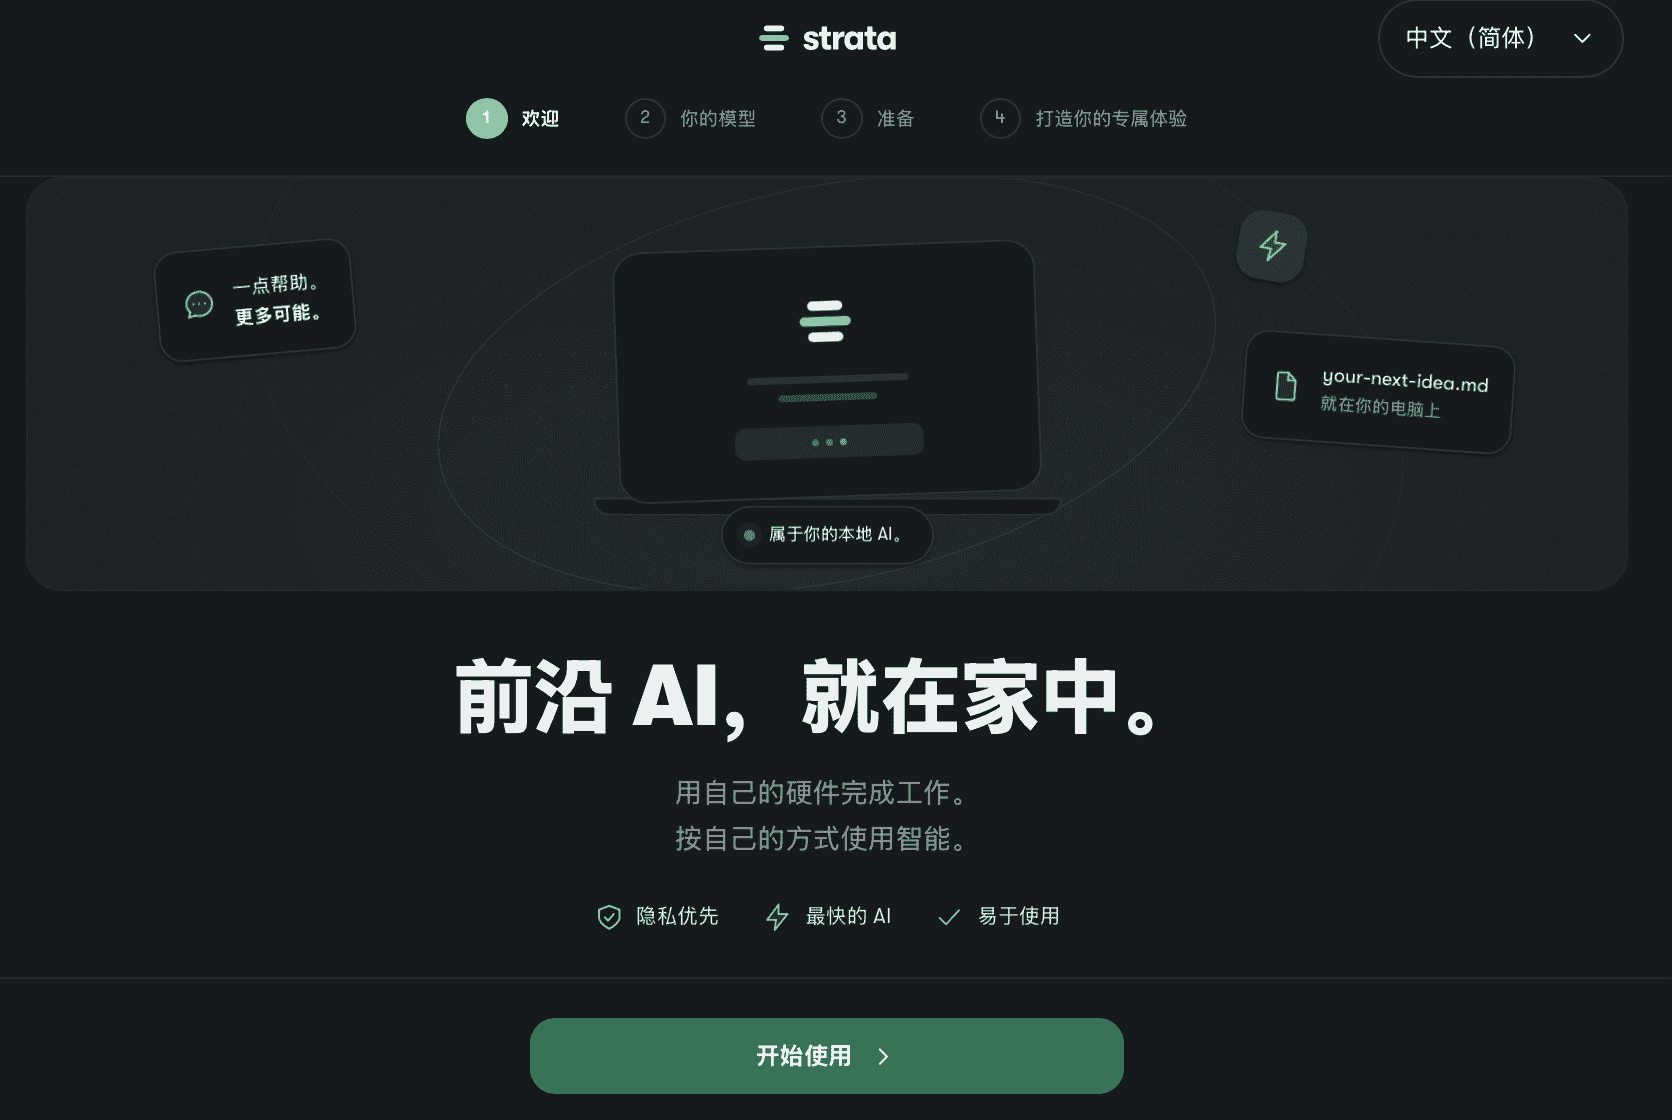 strata
中文（简体）
1 欢迎
2 你的模型
3 准备
4 打造你的专属体验
一点帮助。
更多可能。
your-next-idea.md
就在你的电脑上
属于你的本地 AI。
前沿 AI，就在家中。
用自己的硬件完成工作。
按自己的方式使用智能。
隐私优先
最快的 AI
易于使用
开始使用